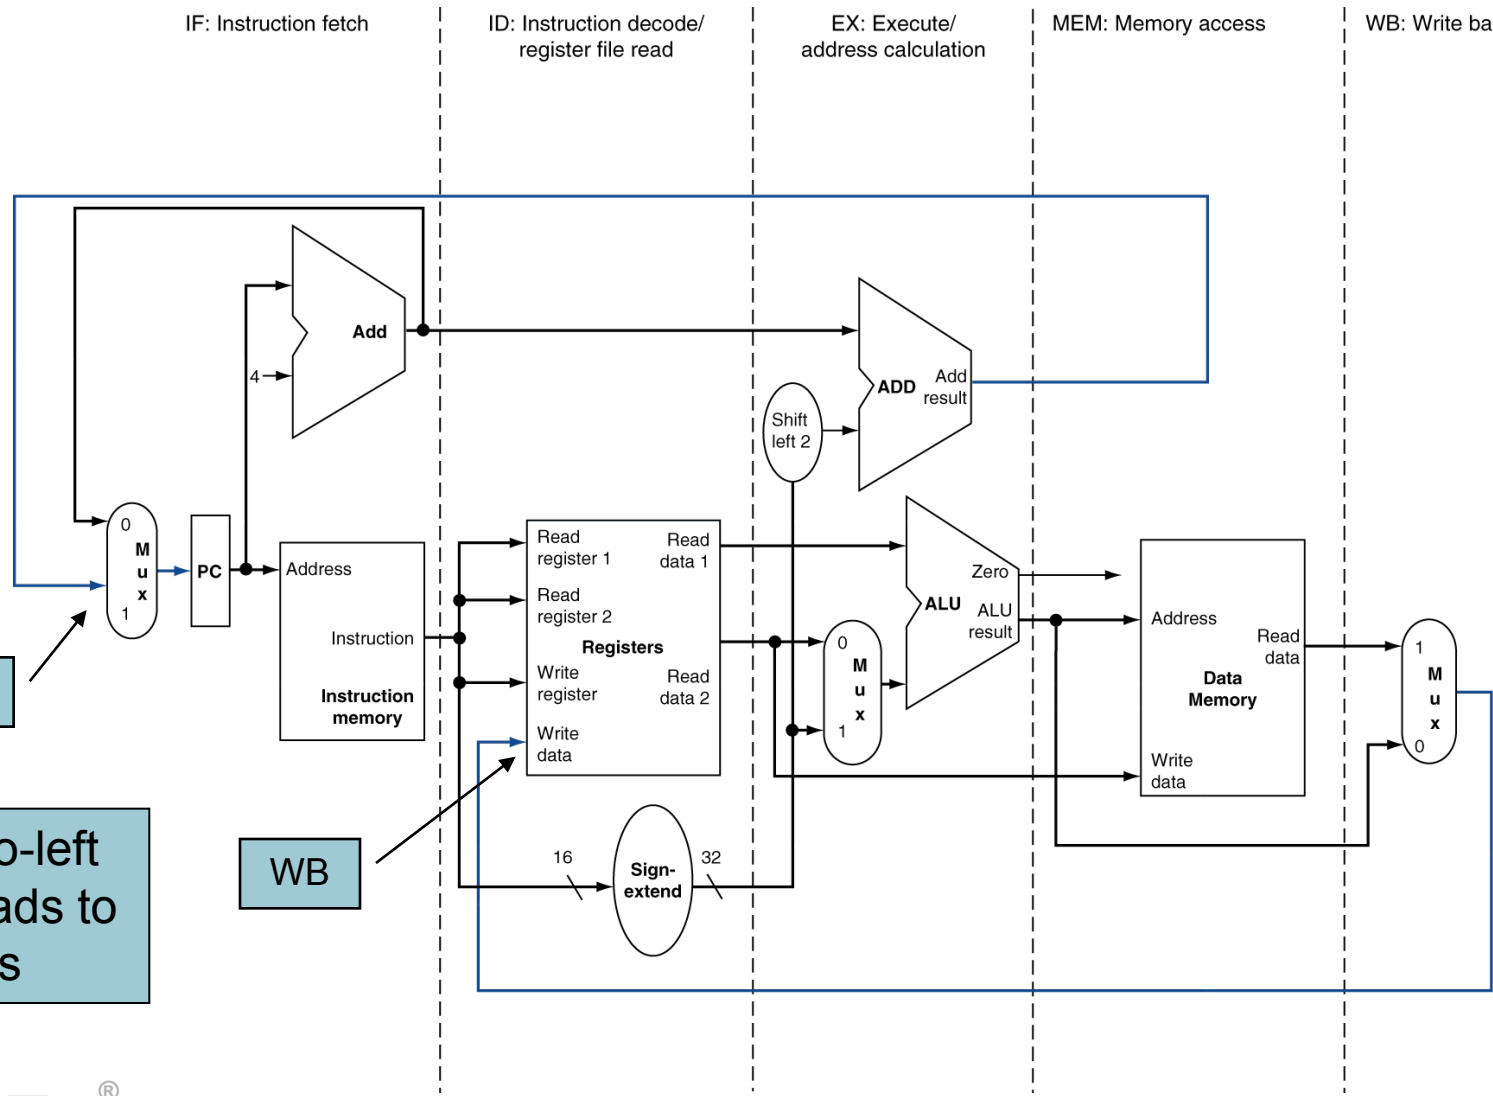 IF: Instruction fetch
ID: Instruction decode/
register file read
EX: Execute/
address calculation
MEM: Memory access
WB: Write ba
Add
4
ADD
Add
result
Shift
left 2
0
M
u
x
1
PC
Address
Instruction
Instruction
memory
Read
register 1
Read
register 2
Write
register
Write
data
Registers
Read
data 1
Read
data 2
0
M
u
x
1
Zero
ALU
ALU
result
Address
Write
data
Data
Memory
Read
data
1
M
u
x
0
16
Sign-
extend
32
WB
o-left
ads to
s
®